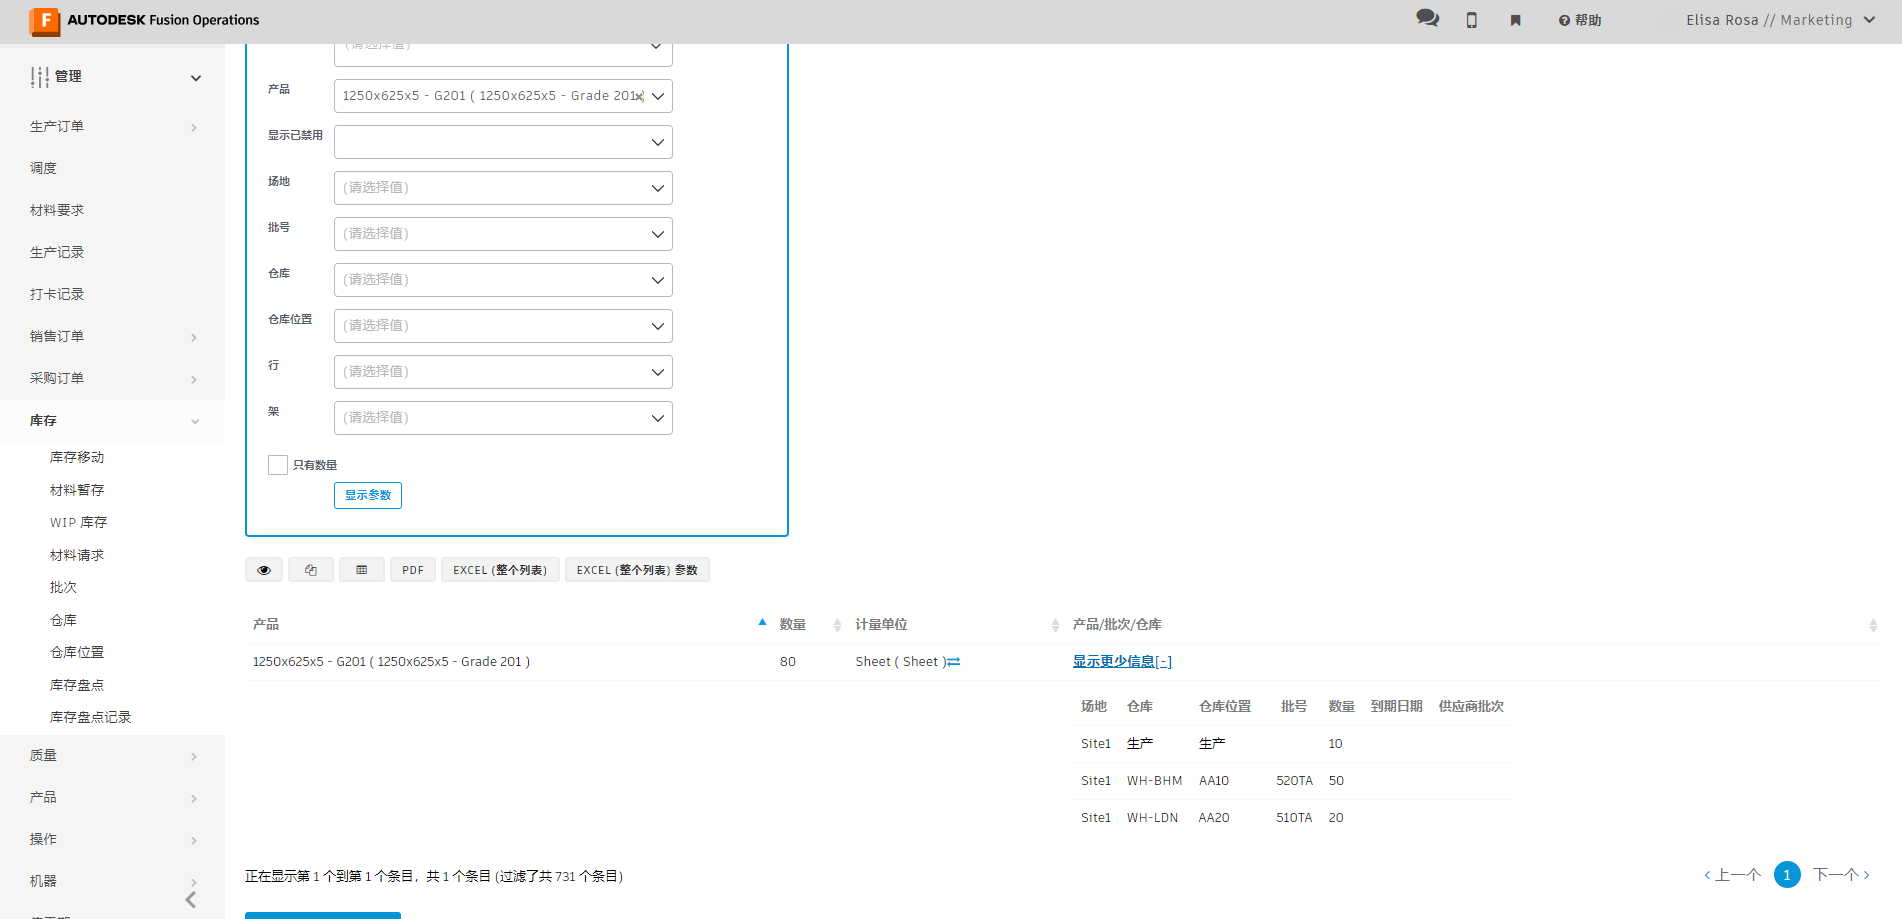 F AUTODESK Fusion Operations
帮助
Elisa Rosa // Marketing
管理
生产订单
调度
材料要求
生产记录
打卡记录
销售订单
采购订单
库存
库存移动
材料暂存
WIP 库存
材料请求
批次
仓库
仓库位置
库存盘点
库存盘点记录
质量
产品
操作
机器
(请选择值)
产品
1250x625x5 - G201 ( 1250x625x5 - Grade 201
显示已禁用
场地
(请选择值)
批号
(请选择值)
仓库
(请选择值)
仓库位置
(请选择值)
行
(请选择值)
架
(请选择值)
只有数量
显示参数
PDF
EXCEL (整个列表)
EXCEL (整个列表) 参数
产品 数量 计量单位 产品/批次/仓库
1250x625x5 - G201 ( 1250x625x5 - Grade 201 ) 80 Sheet ( Sheet ) 显示更少信息[-]
场地 仓库 仓库位置 批号 数量 到期日期 供应商批次
Site1 生产 生产 10
Site1 WH-BHM AA10 520TA 50
Site1 WH-LDN AA20 510TA 20
正在显示第 1 个到第 1 个条目，共 1 个条目 (过滤了共 731 个条目)
上一个 1 下一个